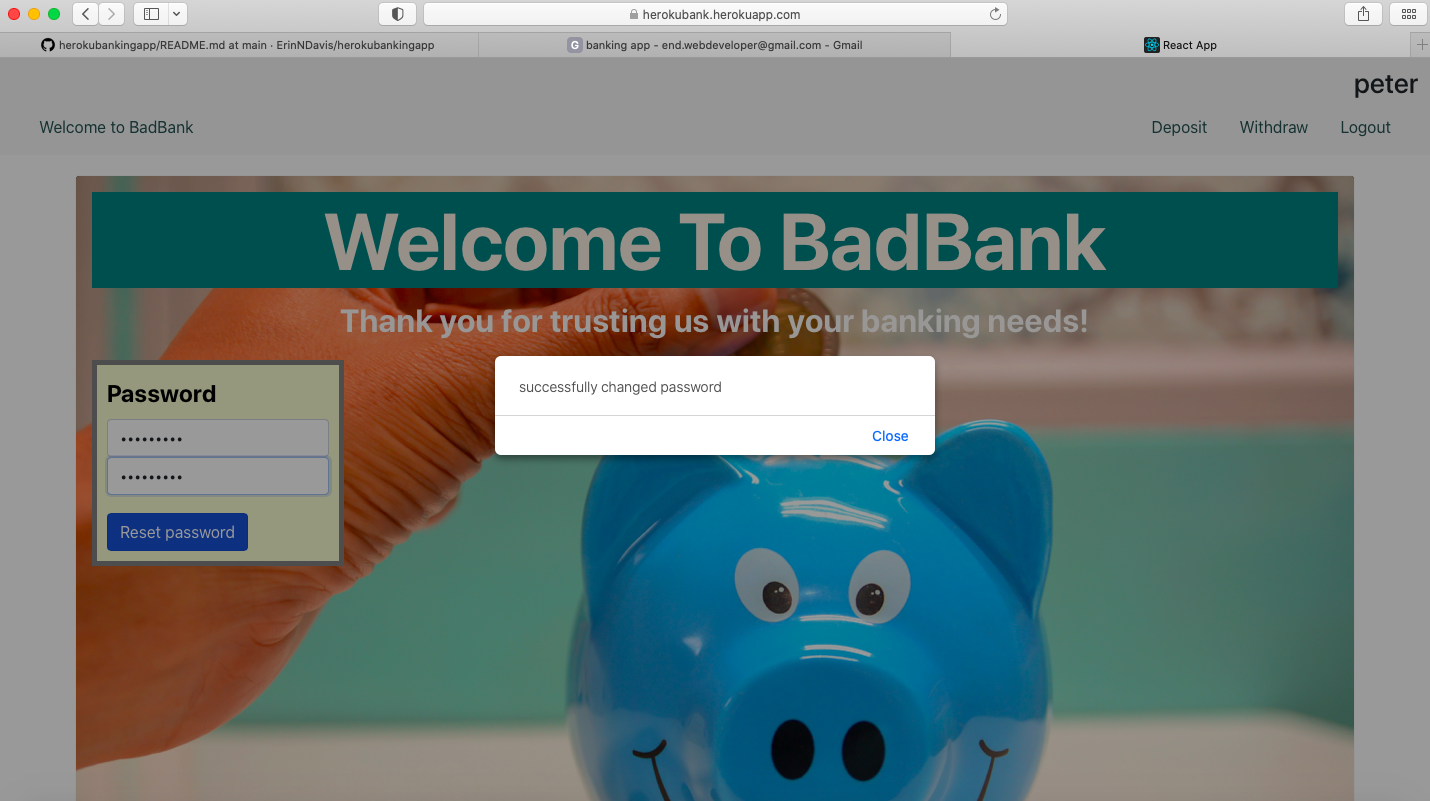 herokubank.herokuapp.com
herokubankingapp/README.md at main · ErinNDavis/herokubankingapp
G banking app - end.webdeveloper@gmail.com - Gmail
React App
peter
Welcome to BadBank
Deposit
Withdraw
Logout
Welcome To BadBank
Thank you for trusting us with your banking needs!
successfully changed password
Close
Password
•••••••••
•••••••••
Reset password